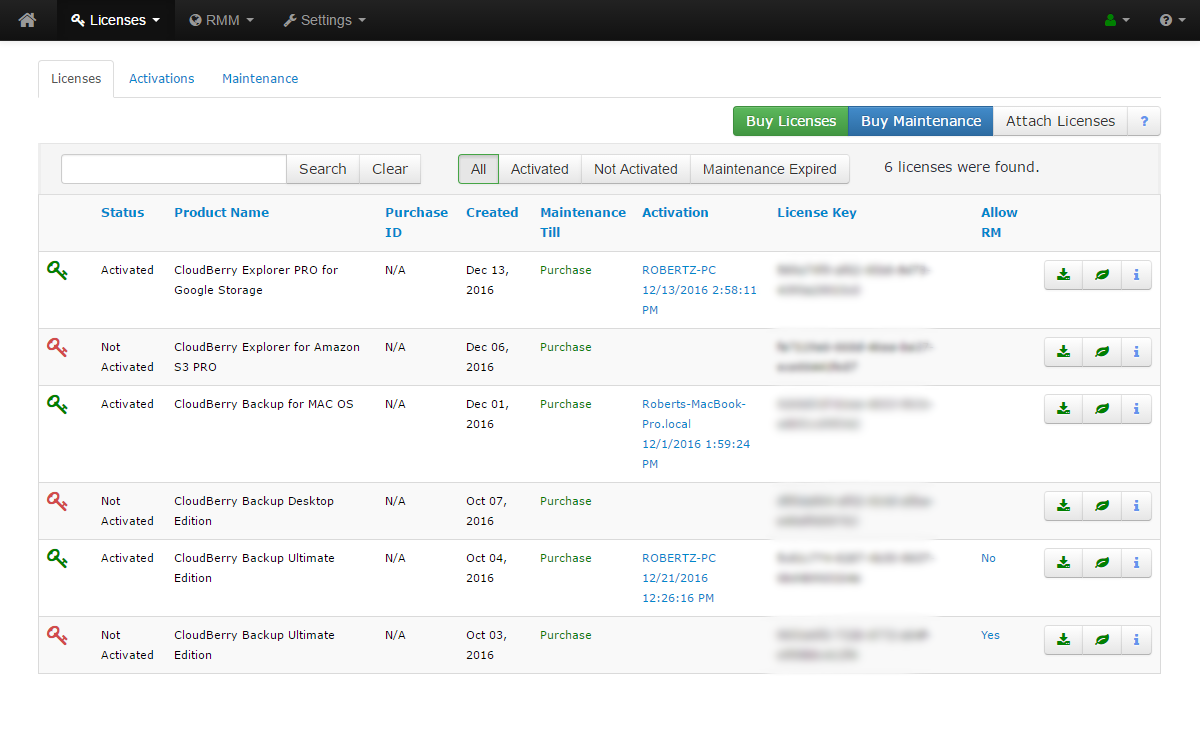 Licenses RMM Settings
Licenses Activations Maintenance
Buy Licenses Buy Maintenance Attach Licenses ?
Search Clear All Activated Not Activated Maintenance Expired 6 licenses were found.
Status Product Name Purchase Created Maintenance Activation License Key Allow
ID Till RM
Activated CloudBerry Explorer PRO for N/A Dec 13, Purchase ROBERTZ-PC
Google Storage 2016 12/13/2016 2:58:11
PM
Not CloudBerry Explorer for Amazon N/A Dec 06, Purchase
Activated S3 PRO 2016
Activated CloudBerry Backup for MAC OS N/A Dec 01, Purchase Roberts-MacBook-
2016 Pro.local
12/1/2016 1:59:24
PM
Not CloudBerry Backup Desktop N/A Oct 07, Purchase
Activated Edition 2016
Activated CloudBerry Backup Ultimate N/A Oct 04, Purchase ROBERTZ-PC No
Edition 2016 12/21/2016
12:26:16 PM
Not CloudBerry Backup Ultimate N/A Oct 03, Purchase Yes
Activated Edition 2016